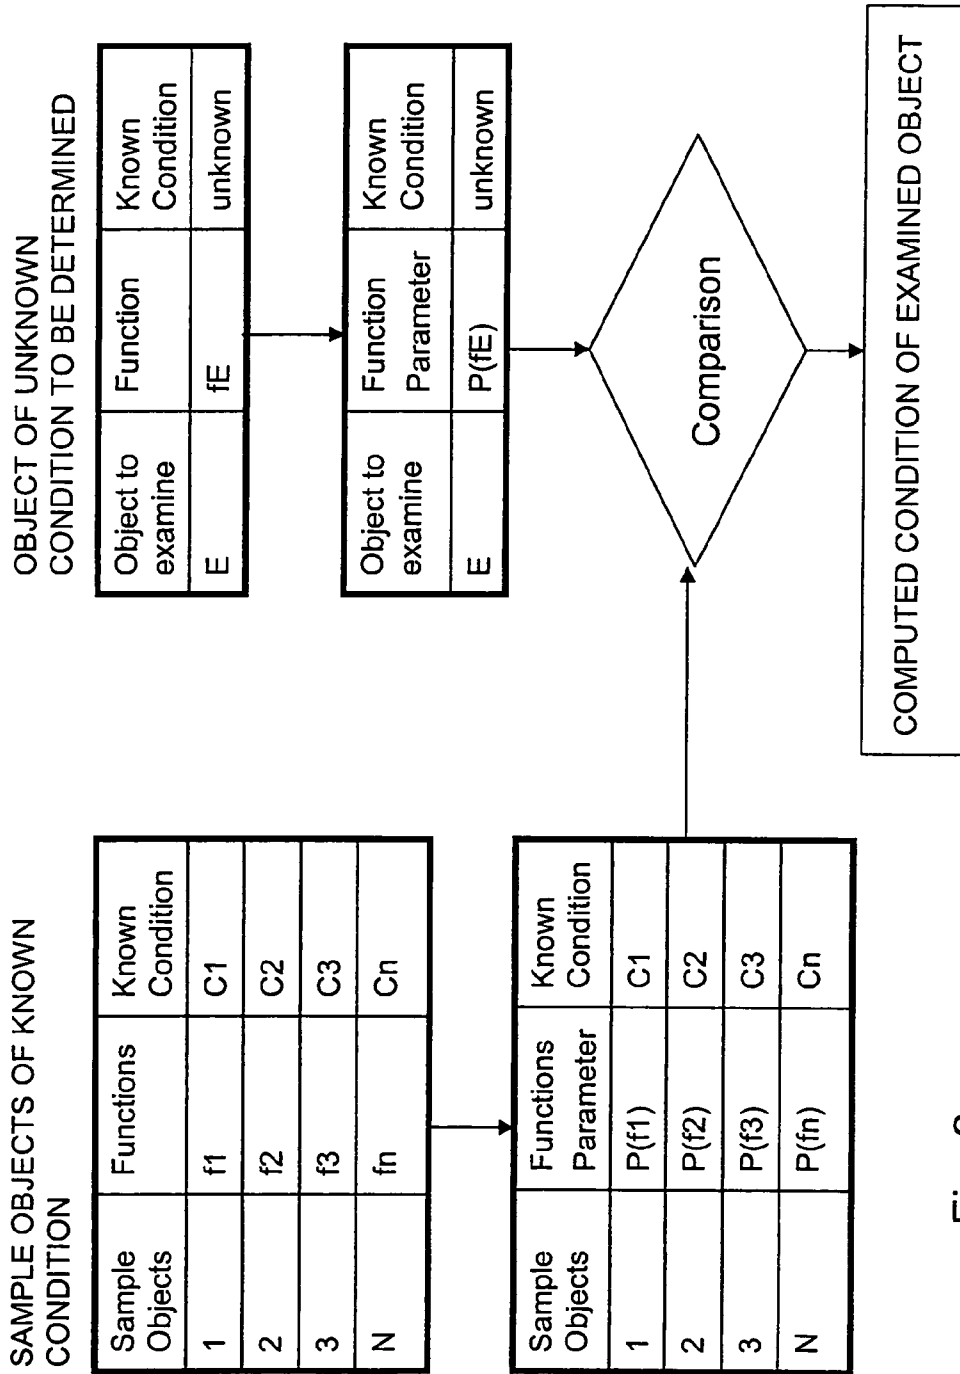 SAMPLE OBJECTS OF KNOWN
CONDITION
Sample Objects Functions Known Condition
1 f1 C1
2 f2 C2
3 f3 C3
N fn Cn
Sample Objects Functions Parameter Known Condition
1 P(f1) C1
2 P(f2) C2
3 P(f3) C3
N P(fn) Cn
OBJECT OF UNKNOWN
CONDITION TO BE DETERMINED
Object to examine Function Known Condition
E fE unknown
Object to examine Function Parameter Known Condition
E P(fE) unknown
Comparison
COMPUTED CONDITION OF EXAMINED OBJECT